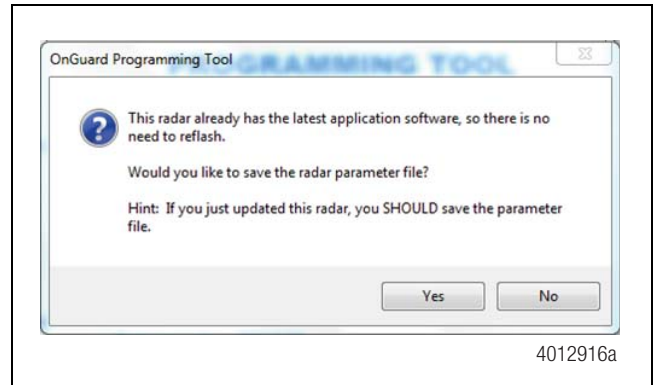 OnGuard Programming Tool
PROGRAMMING TOOL
This radar already has the latest application software, so there is no
need to reflash.
Would you like to save the radar parameter file?
Hint: If you just updated this radar, you SHOULD save the parameter
file.
Yes
No
4012916a